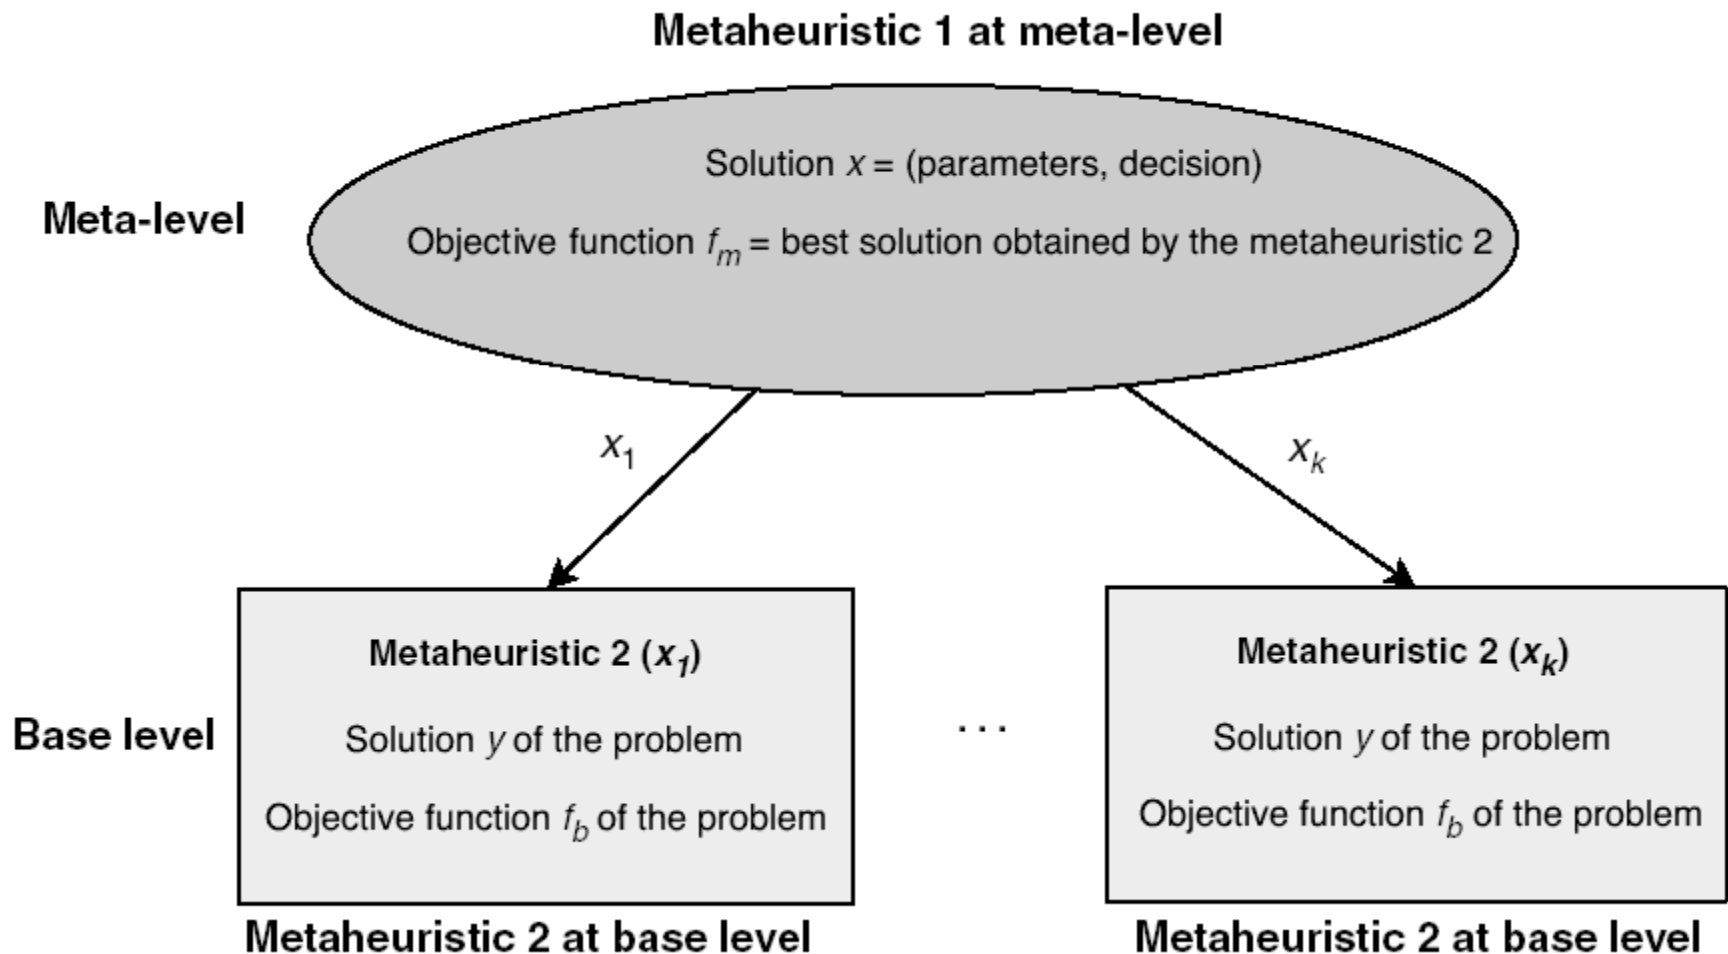 Metaheuristic 1 at meta-level
Solution x = (parameters, decision)
Meta-level
Objective function fm = best solution obtained by the metaheuristic 2
x1
xk
Metaheuristic 2 (x1)
Solution y of the problem
Objective function fb of the problem
Base level
. . .
Metaheuristic 2 (xk)
Solution y of the problem
Objective function fb of the problem
Metaheuristic 2 at base level
Metaheuristic 2 at base level